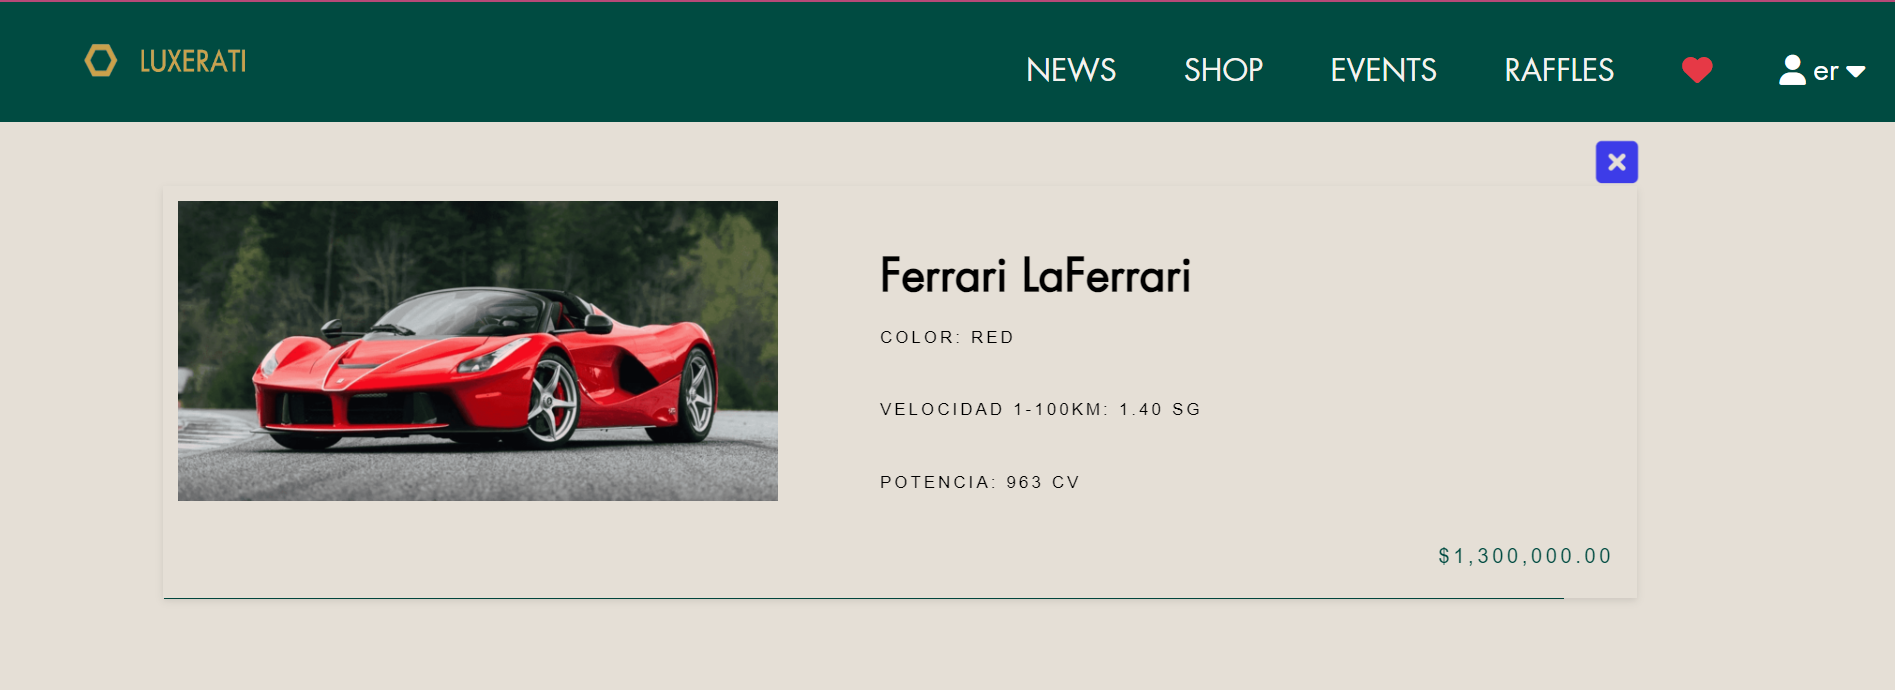 LUXERATI
NEWS SHOP EVENTS RAFFLES er
Ferrari LaFerrari
COLOR: RED
VELOCIDAD 1-100KM: 1.40 SG
POTENCIA: 963 CV
$1,300,000.00